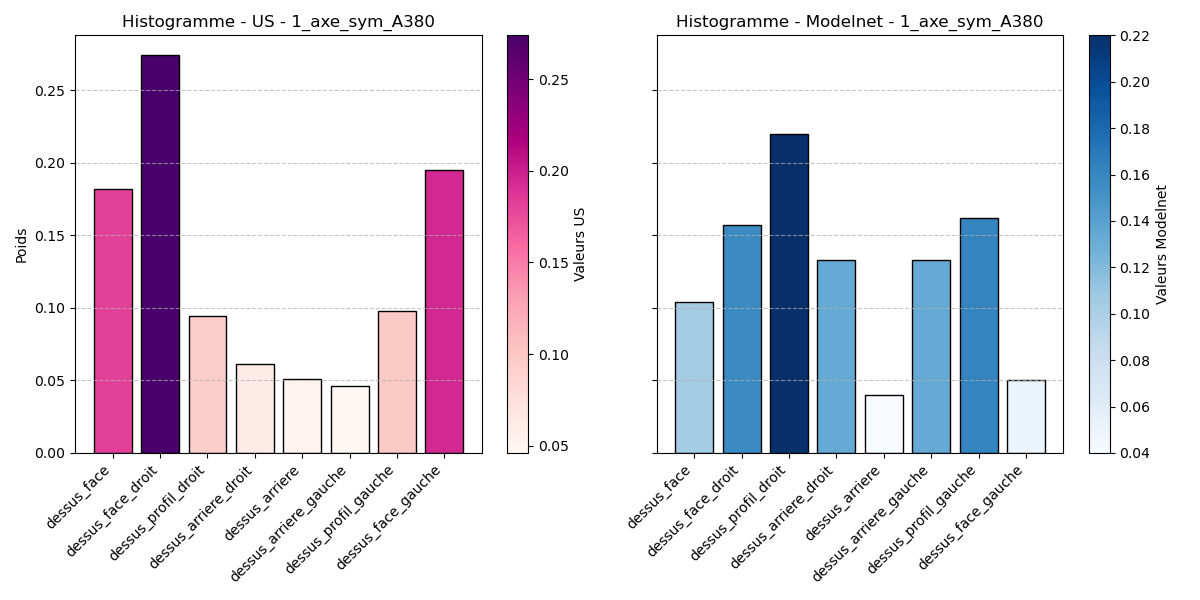 Histogramme - US - 1_axe_sym_A380
Poids
0.25
0.20
0.15
0.10
0.05
0.00
dessus_face
dessus_face_droit
dessus_profil_droit
dessus_arriere_droit
dessus_arriere
dessus_arriere_gauche
dessus_profil_gauche
dessus_face_gauche
0.25
0.20
0.15
0.10
0.05
Valeurs US
Histogramme - Modelnet - 1_axe_sym_A380
dessus_face
dessus_face_droit
dessus_profil_droit
dessus_arriere_droit
dessus_arriere
dessus_arriere_gauche
dessus_profil_gauche
dessus_face_gauche
0.22
0.20
0.18
0.16
0.14
0.12
0.10
0.08
0.06
0.04
Valeurs Modelnet